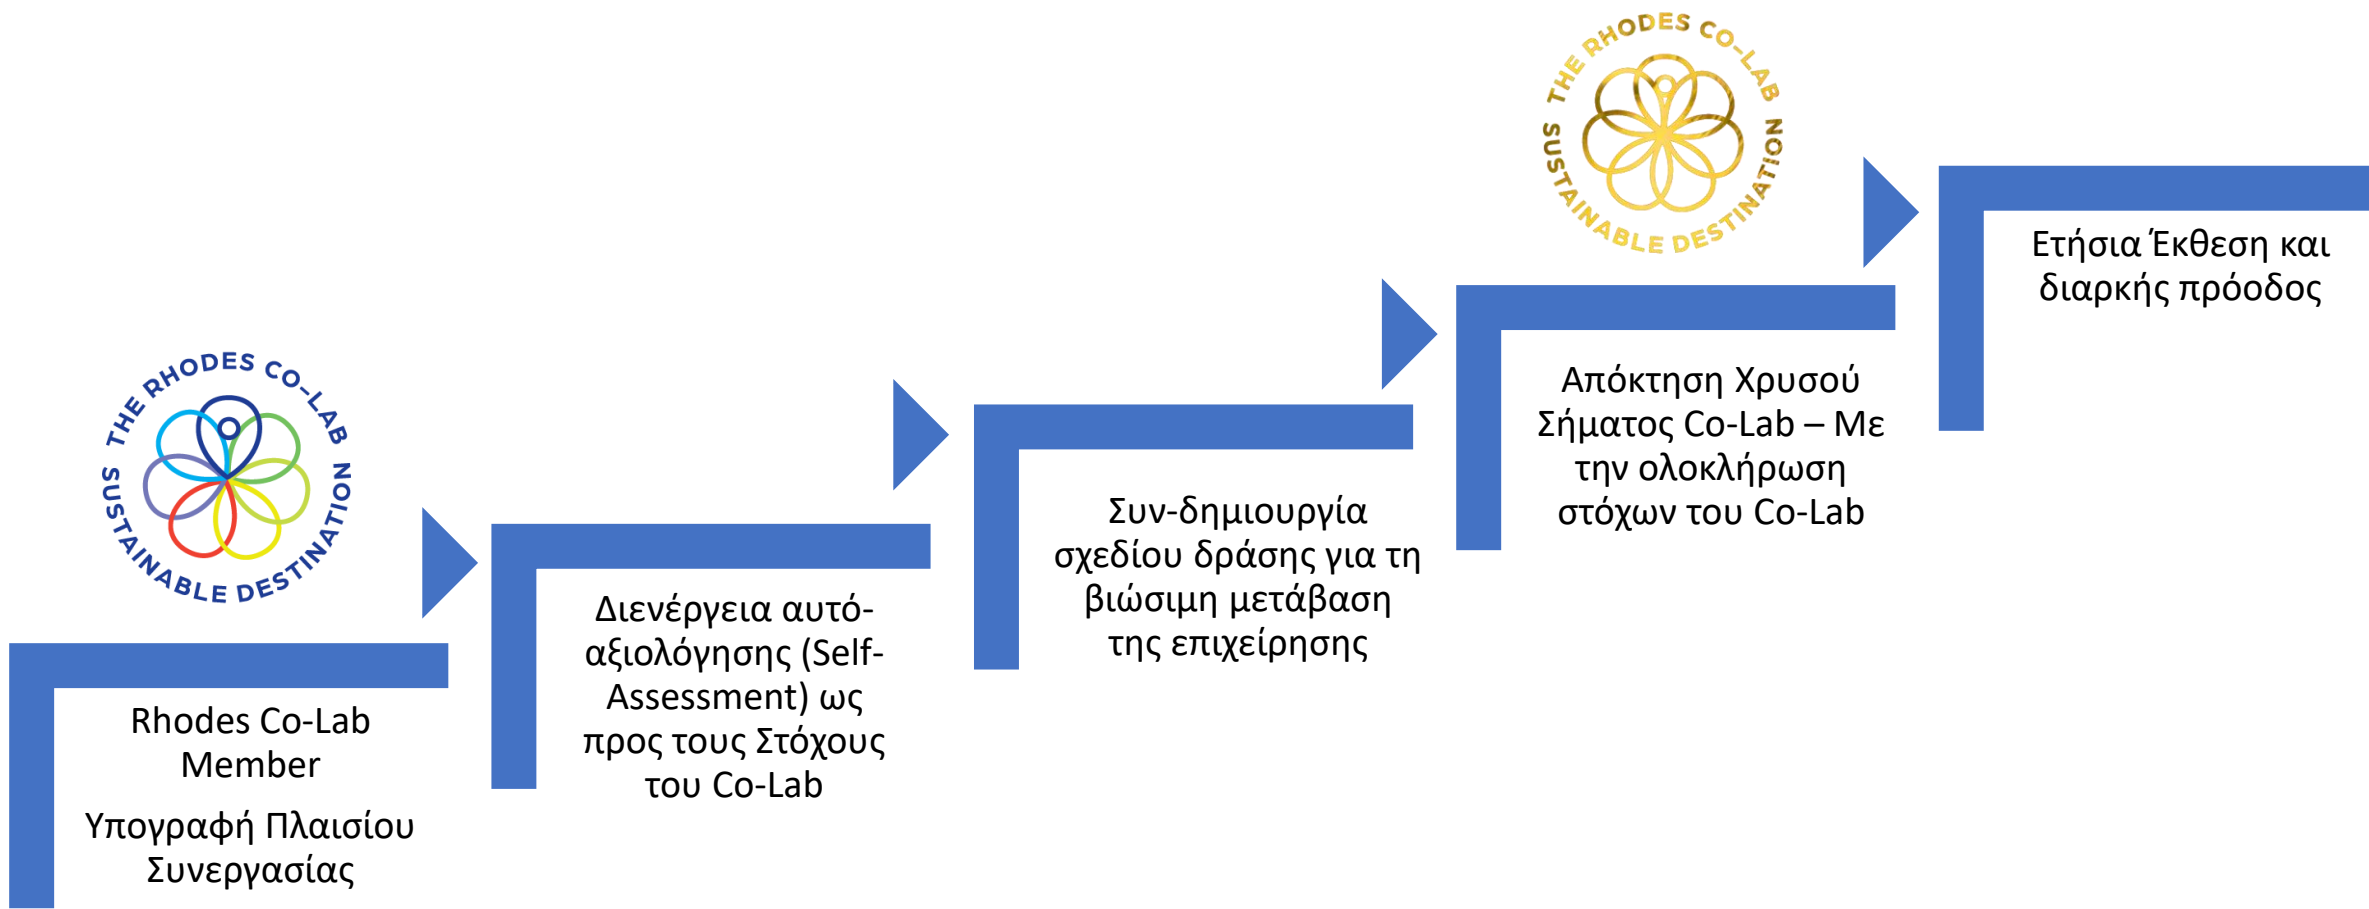 THE RHODES CO-LAB
SUSTAINABLE DESTINATION
Rhodes Co-Lab
Member
Υπογραφή Πλαισίου
Συνεργασίας
Διενέργεια αυτό-
αξιολόγησης (Self-
Assessment) ως
προς τους Στόχους
του Co-Lab
Συν-δημιουργία
σχεδίου δράσης για τη
βιώσιμη μετάβαση
της επιχείρησης
THE RHODES CO-LAB
SUSTAINABLE DESTINATION
Απόκτηση Χρυσού
Σήματος Co-Lab – Με
την ολοκλήρωση
στόχων του Co-Lab
Ετήσια Έκθεση και
διαρκής πρόοδος